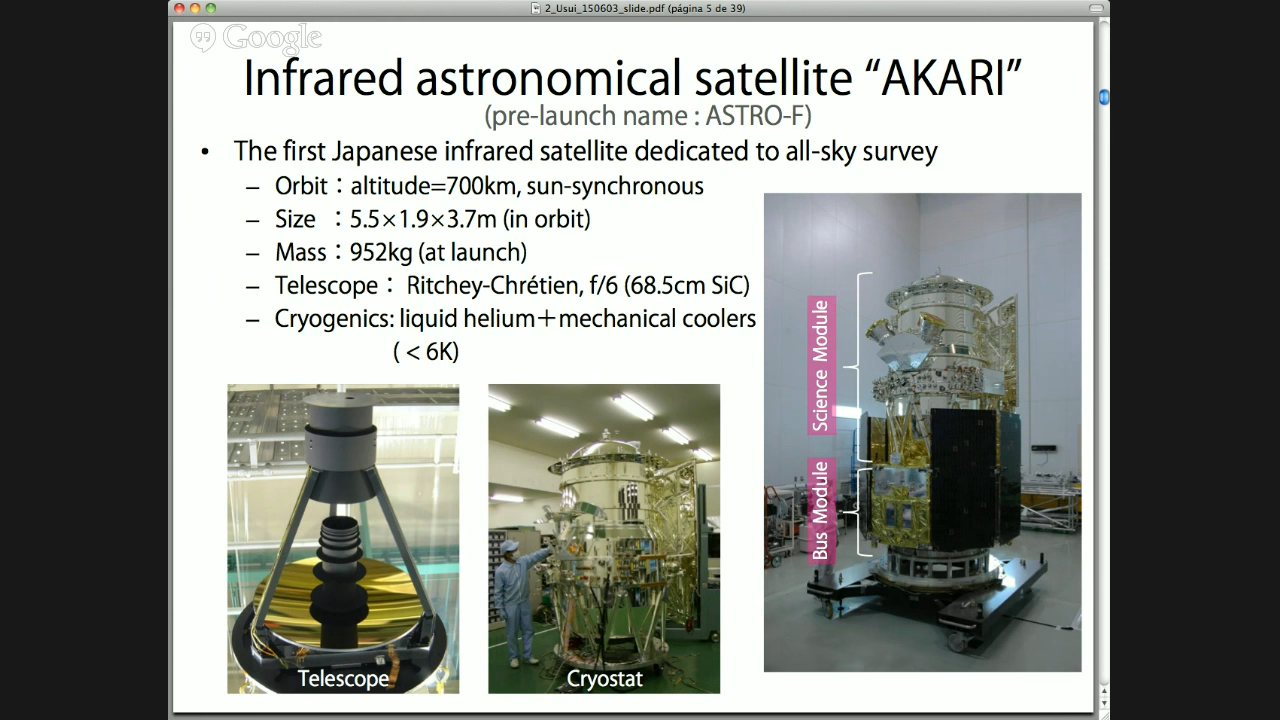 2_Usui_150603_slide.pdf (página 5 de 39)
Google
Infrared astronomical satellite “AKARI”
(pre-launch name : ASTRO-F)
• The first Japanese infrared satellite dedicated to all-sky survey
– Orbit：altitude=700km, sun-synchronous
– Size ：5.5×1.9×3.7m (in orbit)
– Mass：952kg (at launch)
– Telescope： Ritchey-Chrétien, f/6 (68.5cm SiC)
– Cryogenics: liquid helium＋mechanical coolers
( < 6K)
Science Module
Bus Module
Telescope
Cryostat